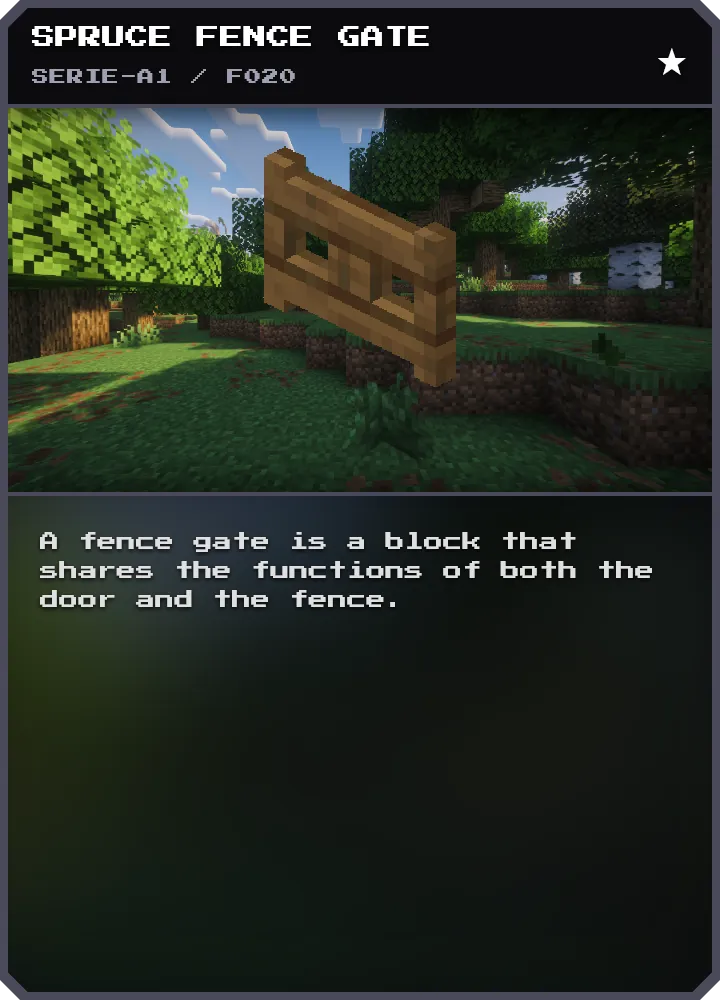 SPRUCE FENCE GATE
SERIE-A1 / F020
A fence gate is a block that
shares the functions of both the
door and the fence.